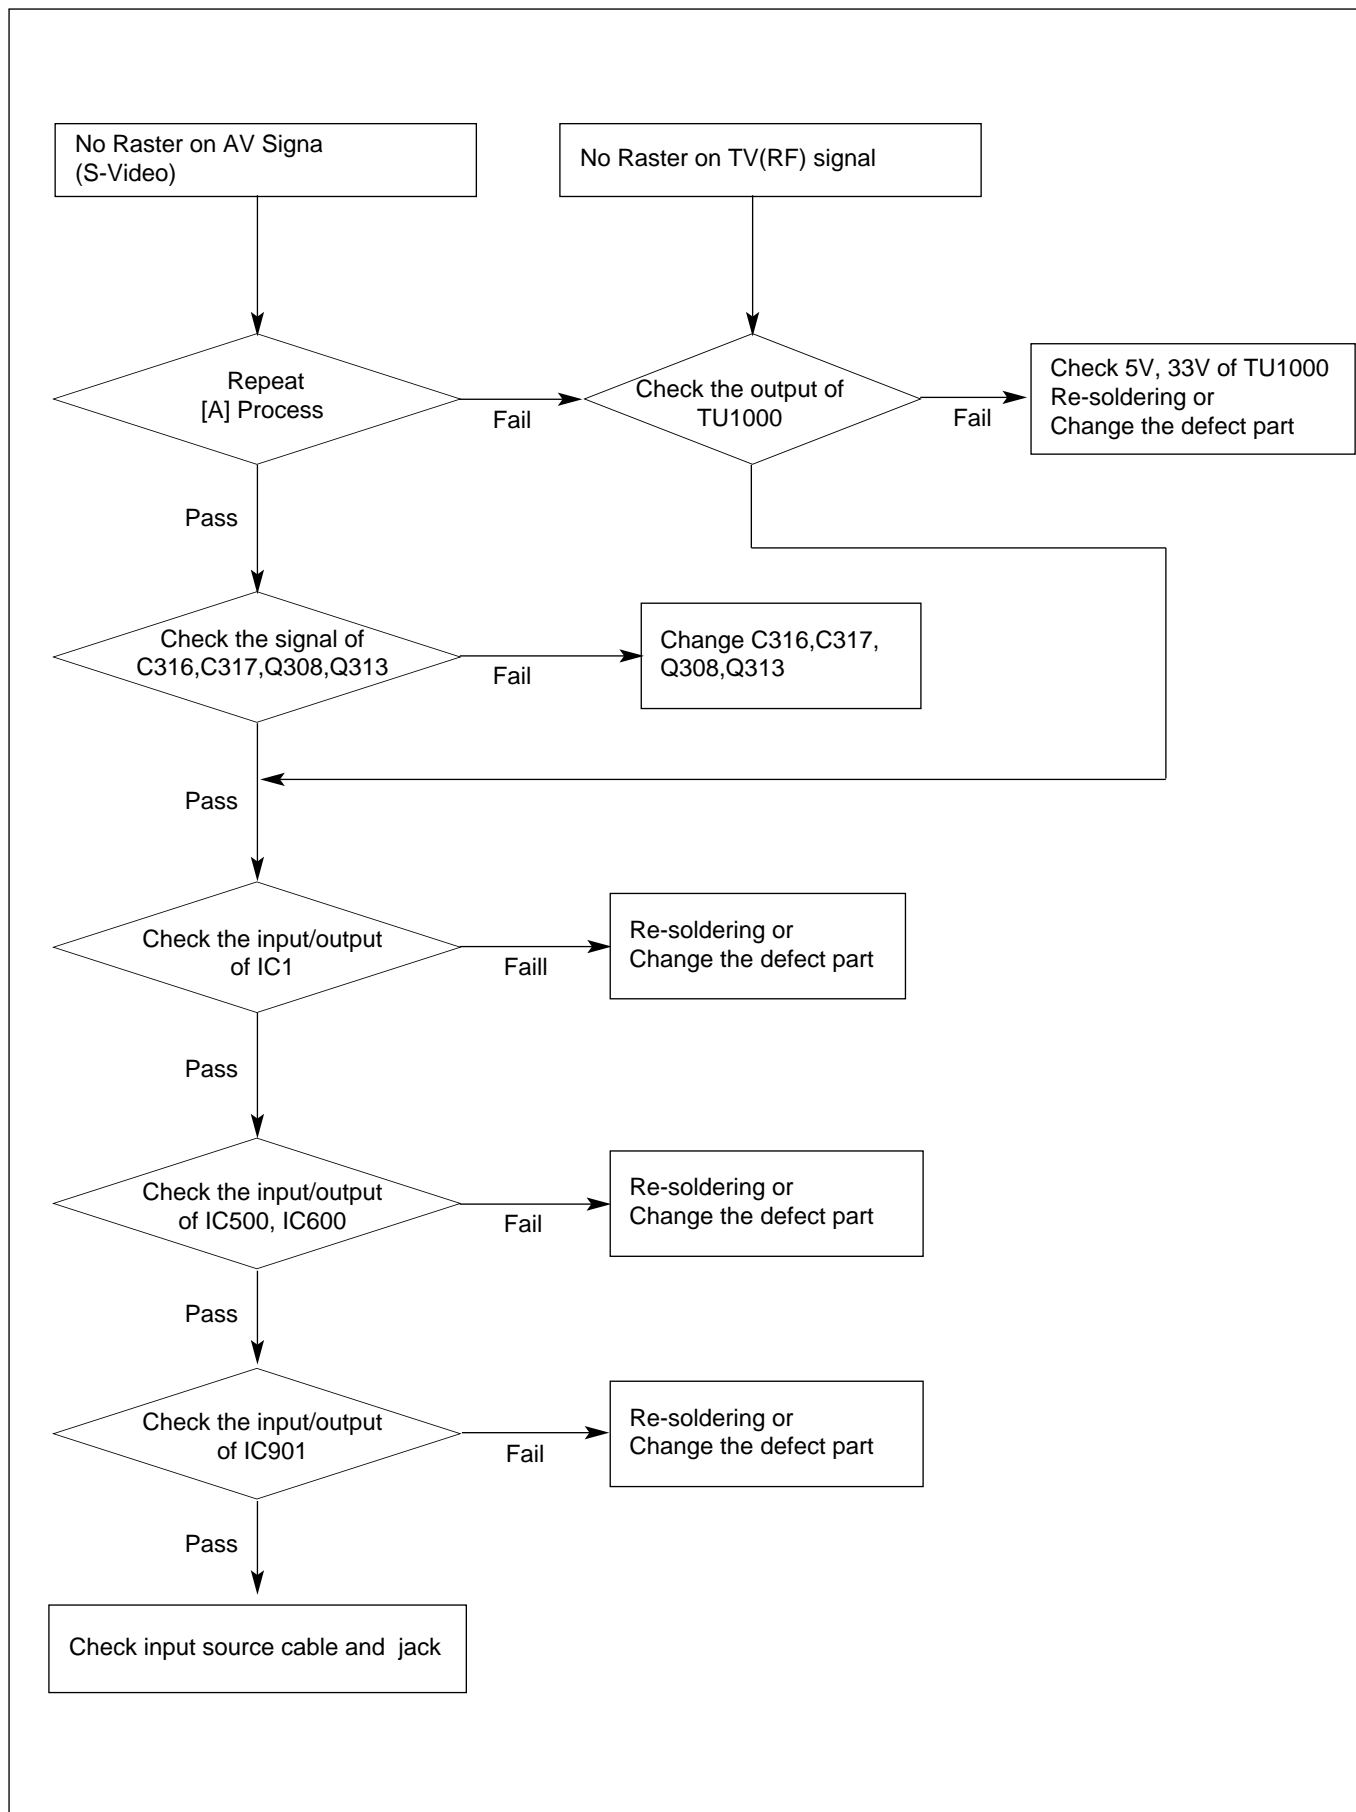 No Raster on AV Signa
(S-Video)
No Raster on TV(RF) signal
Repeat
[A] Process
Fail
Check the output of
TU1000
Fail
Check 5V, 33V of TU1000
Re-soldering or
Change the defect part
Pass
Check the signal of
C316,C317,Q308,Q313
Fail
Change C316,C317,
Q308,Q313
Pass
Check the input/output
of IC1
Faill
Re-soldering or
Change the defect part
Pass
Check the input/output
of IC500, IC600
Fail
Re-soldering or
Change the defect part
Pass
Check the input/output
of IC901
Fail
Re-soldering or
Change the defect part
Pass
Check input source cable and  jack